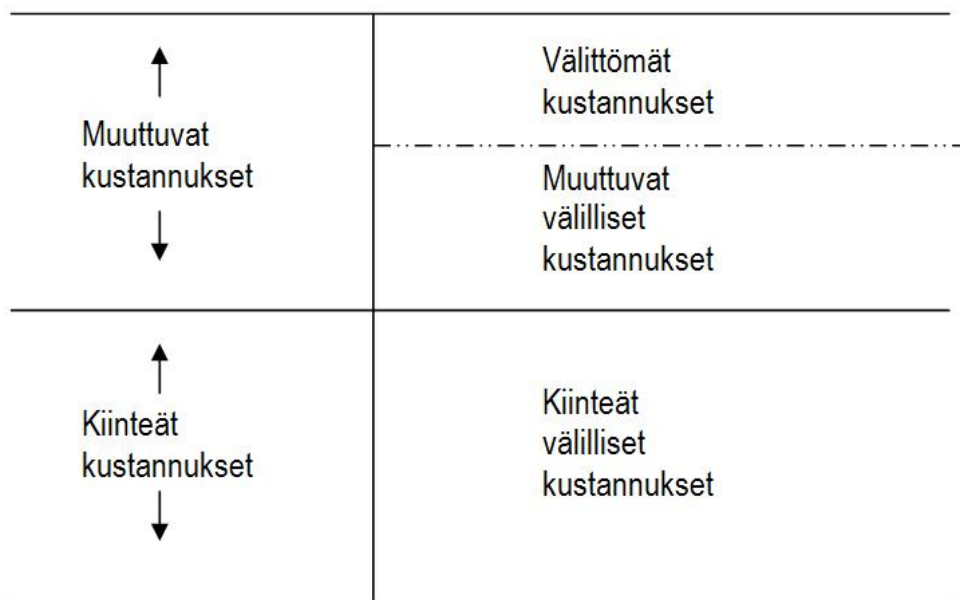 Muuttuvat
kustannukset
Välittömät
kustannukset
Muuttuvat
välilliset
kustannukset
Kiinteät
kustannukset
Kiinteät
välilliset
kustannukset